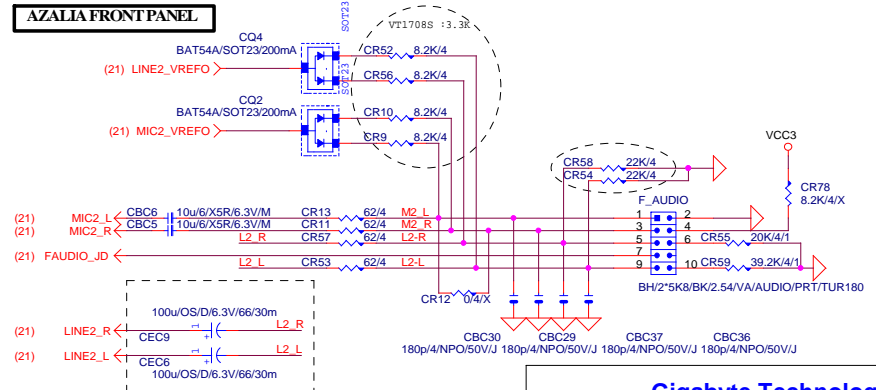 AZALIA FRONT PANEL
SOT23
VT1708S :3.3K
CQ4
BAT54A/SOT23/200mA
CR52 8.2K/4
(21) LINE2_VREFO
CR56 8.2K/4
SOT23
CQ2
BAT54A/SOT23/200mA
CR10 8.2K/4
(21) MIC2_VREFO
CR9 8.2K/4
VCC3
CR58 22K/4
CR54 22K/4
CR78
8.2K/4/X
F_AUDIO
(21) MIC2_L CBC6 10u/6/X5R/6.3V/M CR13 62/4 M2_L 1 2
(21) MIC2_R CBC5 10u/6/X5R/6.3V/M CR11 62/4 M2_R 3 4
L2_R CR57 62/4 L2-R 5 6 CR55 20K/4/1
(21) FAUDIO_JD 7
L2_L CR53 62/4 L2-L 9 10 CR59 39.2K/4/1
BH/2*5K8/BK/2.54/VA/AUDIO/PRT/TUR180
CR12 0/4/X
100u/OS/D/6.3V/66/30m
(21) LINE2_R 1 + L2_R
CEC9
(21) LINE2_L 1 + L2_L
CEC6
100u/OS/D/6.3V/66/30m
CBC30 CBC29 CBC37 CBC36
180p/4/NPO/50V/J 180p/4/NPO/50V/J 180p/4/NPO/50V/J 180p/4/NPO/50V/J
Gigabyte Technolog